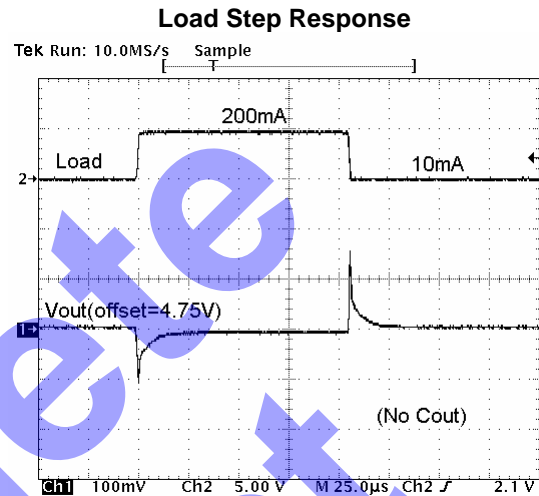 Load Step Response
Tek Run: 10.0MS/s Sample
[ T ]
200mA
Load
10mA
2→
Vout(offset=4.75V)
1→
(No Cout)
Ch1 100mV Ch2 5.00 V M 25.0µs Ch2 ƒ 2.1 V